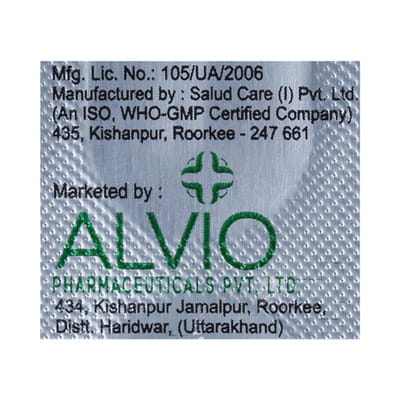 Mfg. Lic. No.: 105/UA/2006
Manufactured by : Salud Care (I) Pvt. Ltd.
(An ISO, WHO-GMP Certified Company)
435, Kishanpur, Roorkee - 247 661
Marketed by :
ALVIO
PHARMACEUTICALS PVT. LTD.
434, Kishanpur Jamalpur, Roorkee,
Distt. Haridwar, (Uttarakhand)